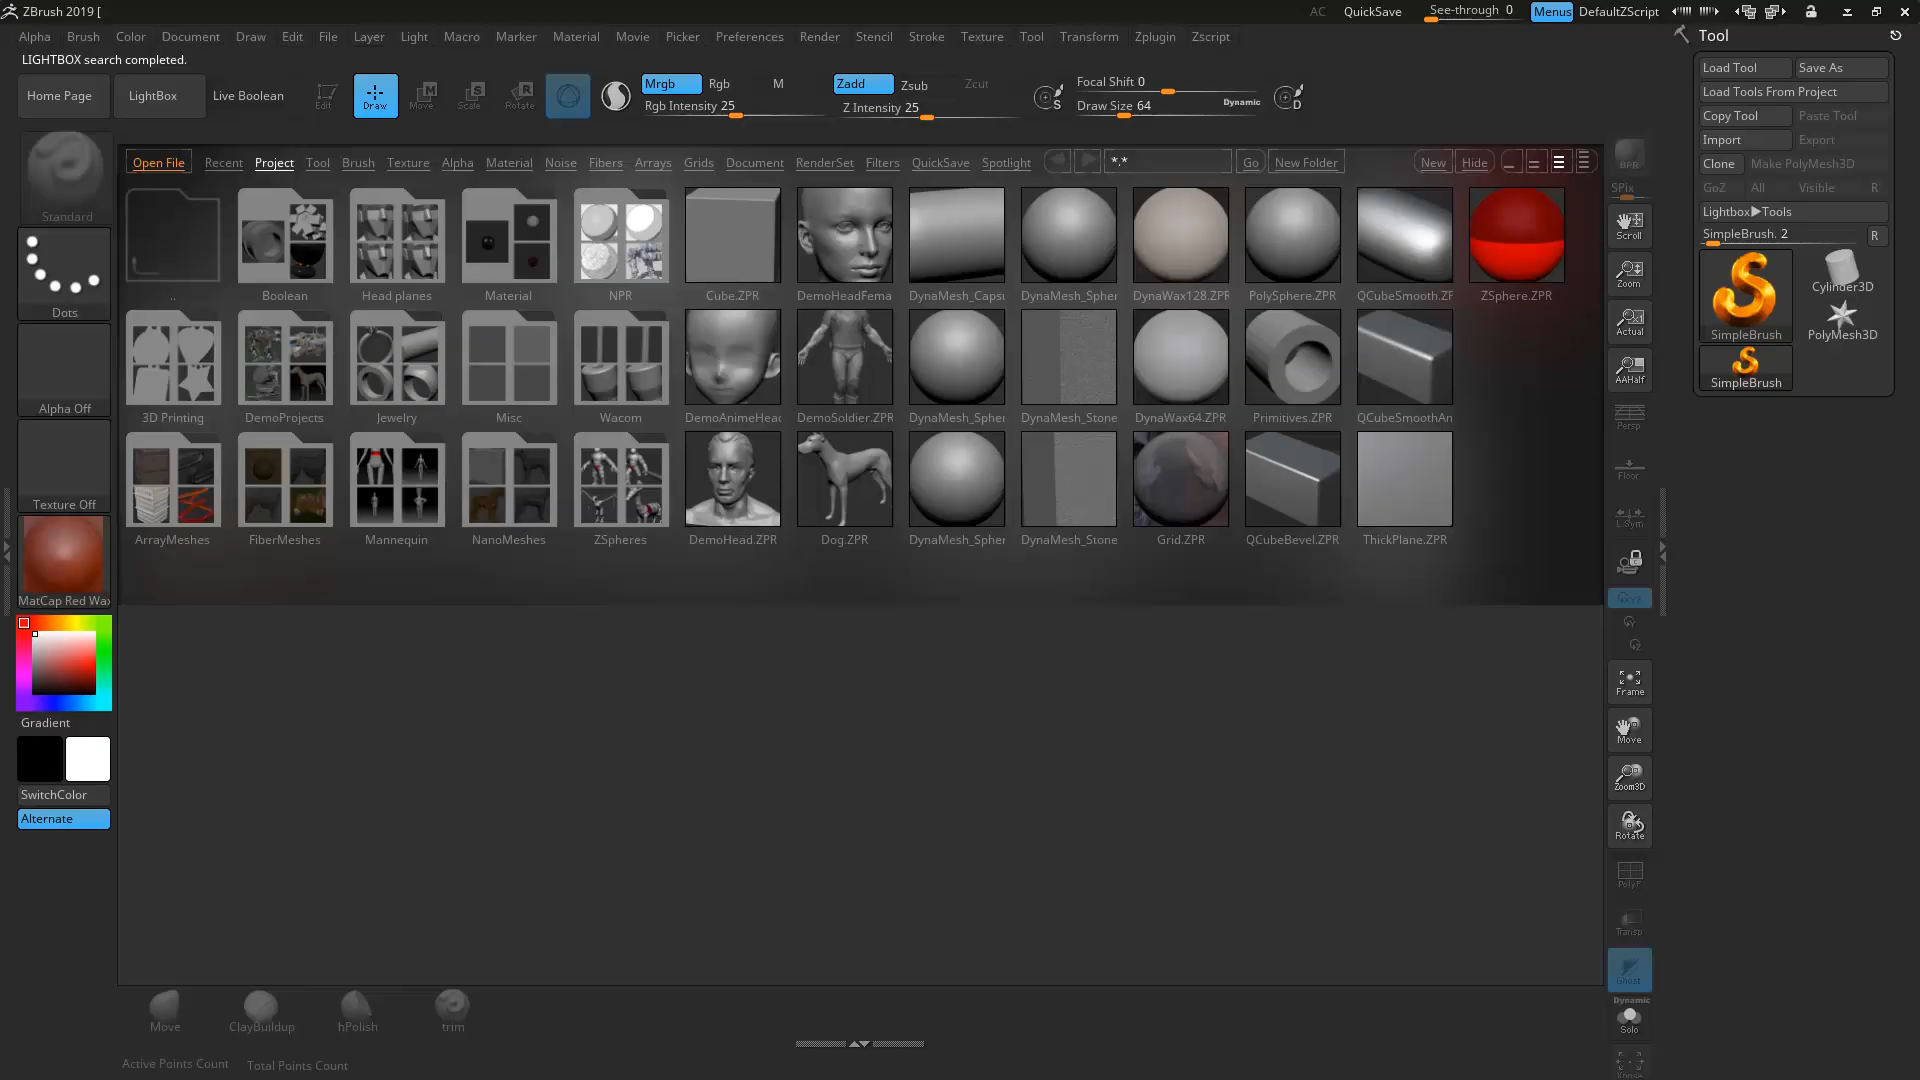 ZBrush 2019 [
AC QuickSave See-through 0 Menus DefaultZScript
Alpha Brush Color Document Draw Edit File Layer Light Macro Marker Material Movie Picker Preferences Render Stencil Stroke Texture Tool Transform Zplugin Zscript
LIGHTBOX search completed.
Home Page LightBox Live Boolean Edit Draw Move Scale Rotate
Mrgb Rgb M Zadd Zsub Zcut
Rgb Intensity 25 Z Intensity 25
S Focal Shift 0
Draw Size 64 Dynamic D
Open File Recent Project Tool Brush Texture Alpha Material Noise Fibers Arrays Grids Document RenderSet Filters QuickSave Spotlight *.* Go New Folder New Hide
.. Boolean Head planes Material NPR Cube.ZPR DemoHeadFema DynaMesh_Capsu DynaMesh_Spher DynaWax128.ZPR PolySphere.ZPR QCubeSmooth.ZF ZSphere.ZPR
3D Printing DemoProjects Jewelry Misc Wacom DemoAnimeHead DemoSoldier.ZPR DynaMesh_Spher DynaMesh_Stone DynaWax64.ZPR Primitives.ZPR QCubeSmoothAn
ArrayMeshes FiberMeshes Mannequin NanoMeshes ZSpheres DemoHead.ZPR Dog.ZPR DynaMesh_Spher DynaMesh_Stone Grid.ZPR QCubeBevel.ZPR ThickPlane.ZPR
Standard
Dots
Alpha Off
Texture Off
MatCap Red Wax
Gradient
SwitchColor
Alternate
Move ClayBuildup hPolish trim
Active Points Count Total Points Count
BPR
SPix
Scroll
Zoom
Actual
AAHalf
Persp
Floor
L.Sym
Frame
Move
Zoom3D
Rotate
PolyF
Transp
Ghost
Dynamic
Solo
Xpose
Tool
Load Tool Save As
Load Tools From Project
Copy Tool Paste Tool
Import Export
Clone Make PolyMesh3D
GoZ All Visible R
Lightbox▶Tools
SimpleBrush. 2 R
SimpleBrush Cylinder3D
PolyMesh3D
SimpleBrush